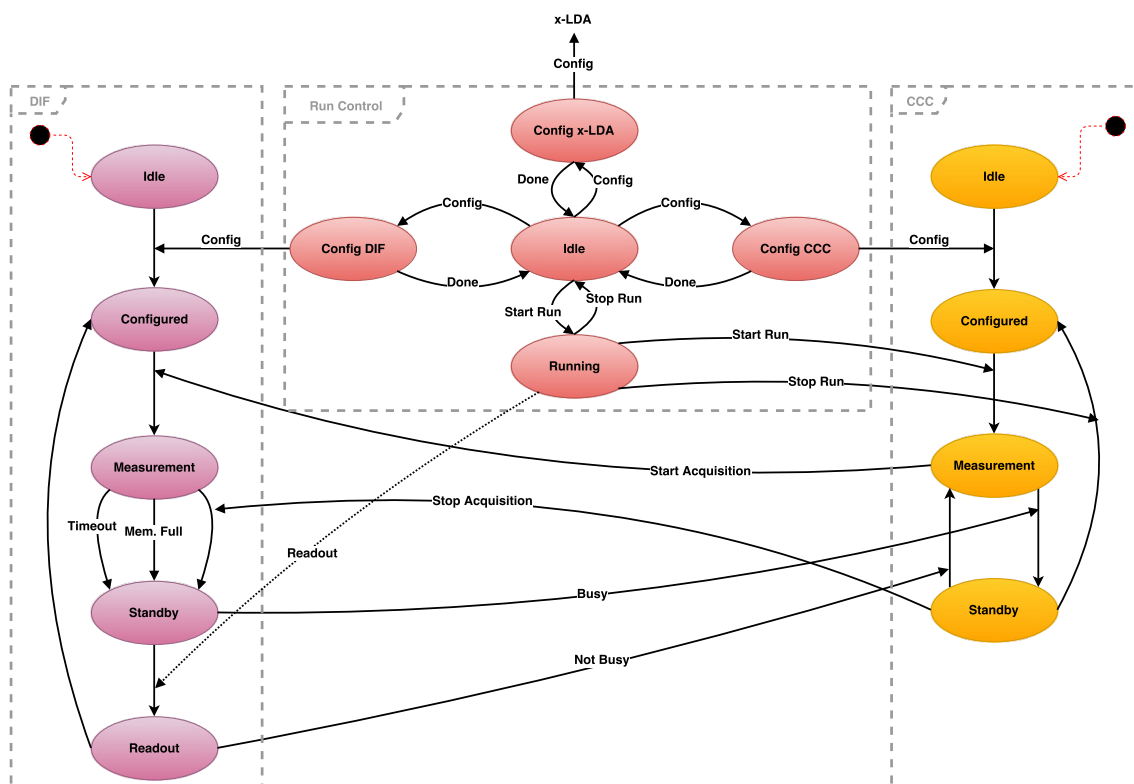 x-LDA
Config
DIF
Run Control
CCC
Config x-LDA
Idle
Done
Config
Idle
Config
Config
Config
Config DIF
Idle
Config CCC
Config
Done
Done
Start Run
Stop Run
Configured
Configured
Start Run
Running
Stop Run
Measurement
Start Acquisition
Measurement
Stop Acquisition
Timeout
Mem. Full
Readout
Busy
Standby
Standby
Not Busy
Readout